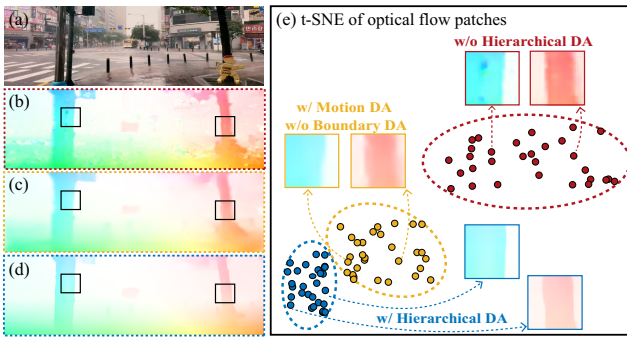 (a)
(b)
(c)
(d)
(e) t-SNE of optical flow patches
w/o Hierarchical DA
w/ Motion DA
w/o Boundary DA
w/ Hierarchical DA